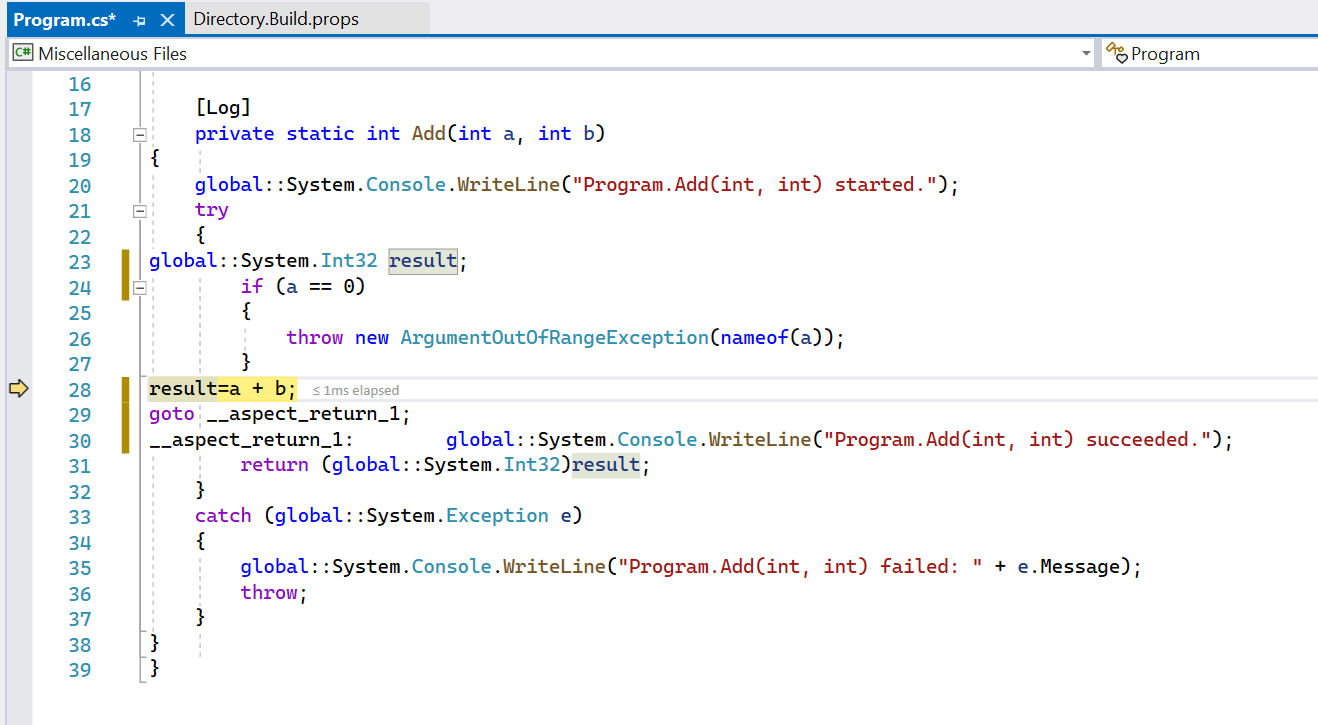 Program.cs* Directory.Build.props
C# Miscellaneous Files Program
16
17 [Log]
18 private static int Add(int a, int b)
19 {
20 global::System.Console.WriteLine("Program.Add(int, int) started.");
21 try
22 {
23 global::System.Int32 result;
24 if (a == 0)
25 {
26 throw new ArgumentOutOfRangeException(nameof(a));
27 }
28 result=a + b; ≤ 1ms elapsed
29 goto __aspect_return_1;
30 __aspect_return_1: global::System.Console.WriteLine("Program.Add(int, int) succeeded.");
31 return (global::System.Int32)result;
32 }
33 catch (global::System.Exception e)
34 {
35 global::System.Console.WriteLine("Program.Add(int, int) failed: " + e.Message);
36 throw;
37 }
38 }
39 }